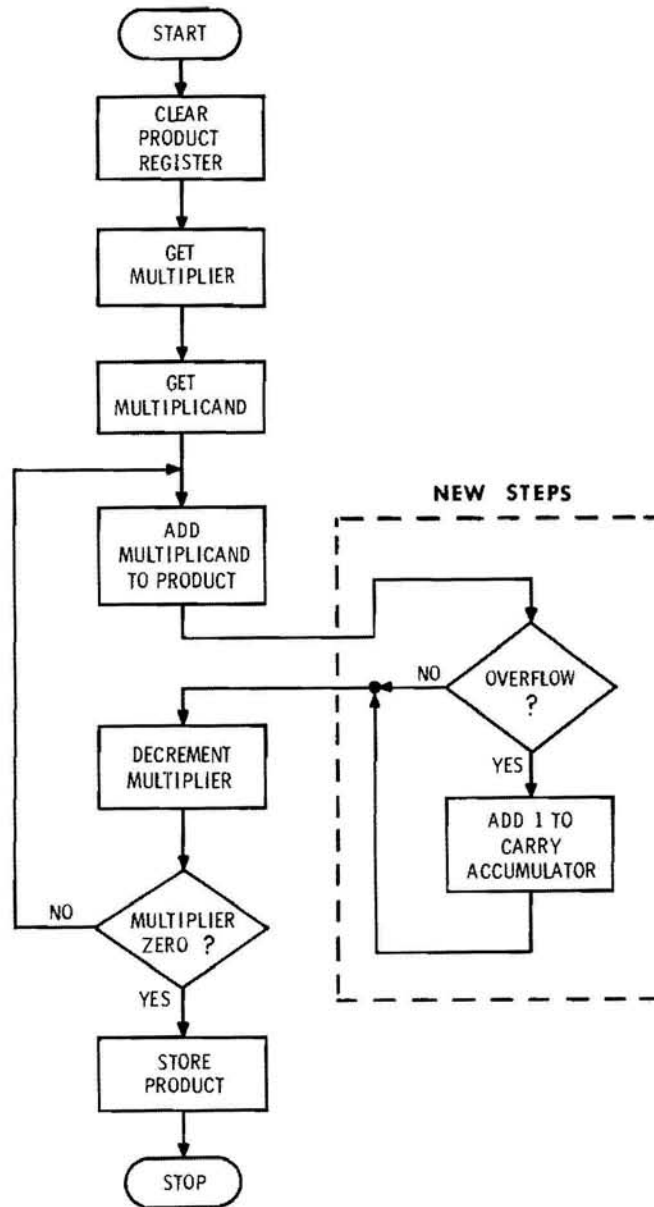 START
CLEAR
PRODUCT
REGISTER
GET
MULTIPLIER
GET
MULTIPLICAND
ADD
MULTIPLICAND
TO PRODUCT
NEW STEPS
OVERFLOW
?
NO
YES
ADD 1 TO
CARRY
ACCUMULATOR
DECREMENT
MULTIPLIER
MULTIPLIER
ZERO ?
NO
YES
STORE
PRODUCT
STOP